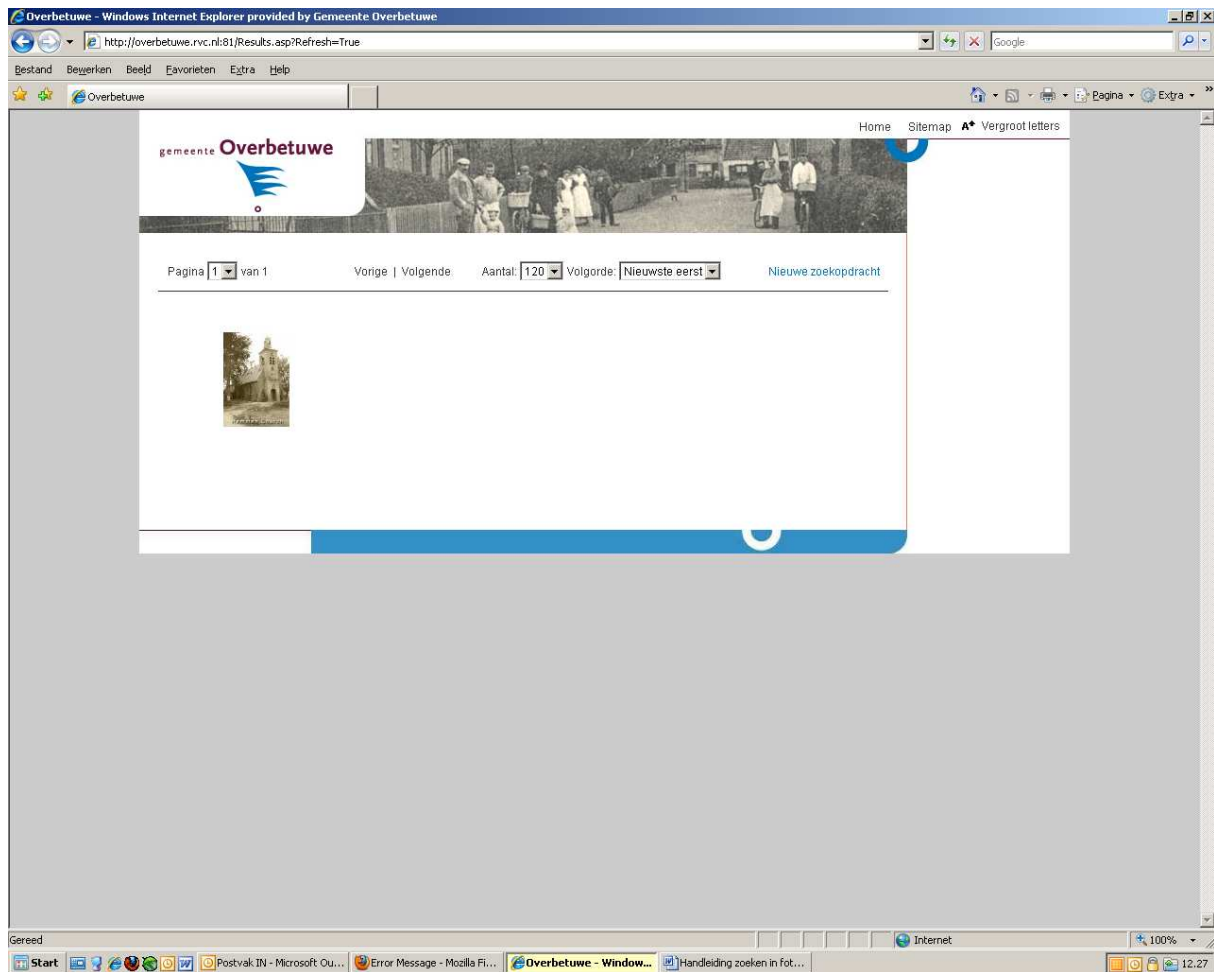 Overbetuwe - Windows Internet Explorer provided by Gemeente Overbetuwe
http://overbetuwe.rvc.nl:81/Results.asp?Refresh=True
Google
Bestand Bewerken Beeld Favorieten Extra Help
Overbetuwe
Pagina Extra »
Home Sitemap A+ Vergroot letters
gemeente Overbetuwe
Pagina 1 van 1 Vorige | Volgende Aantal: 120 Volgorde: Nieuwste eerst Nieuwe zoekopdracht
Gereed Internet 100%
Start Postvak IN - Microsoft Ou... Error Message - Mozilla Fi... Overbetuwe - Window... Handleiding zoeken in fot... 12.27